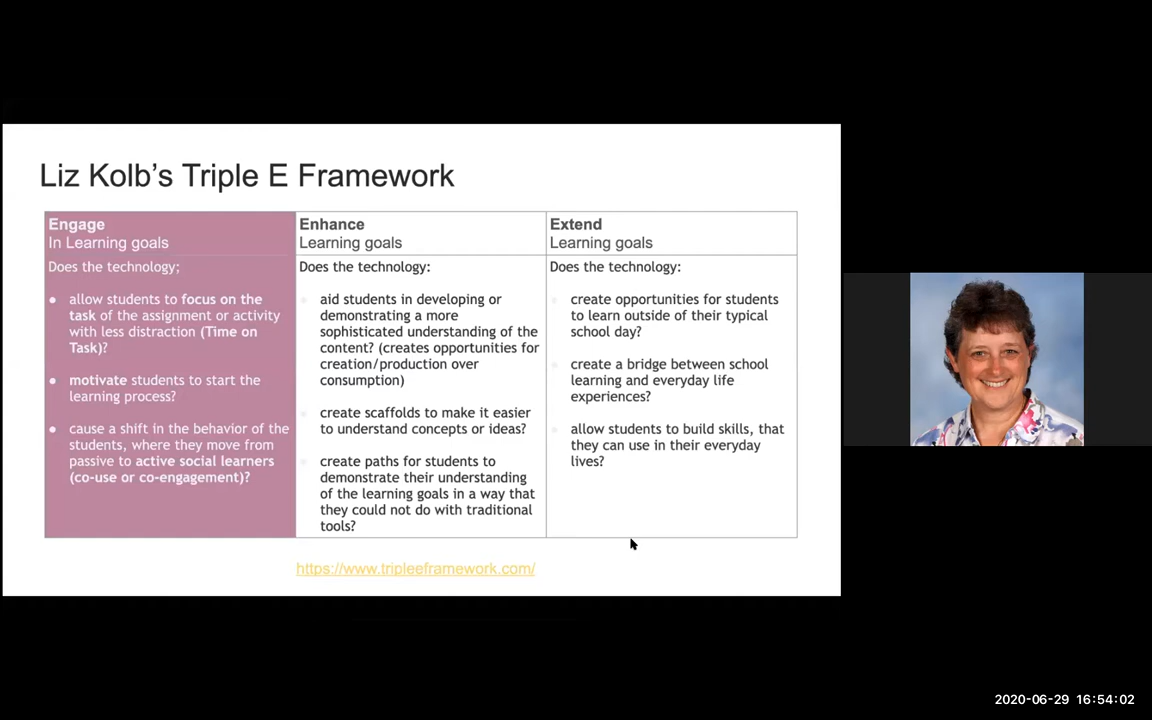 Liz Kolb’s Triple E Framework
Engage
In Learning goals
Does the technology;
● allow students to focus on the
task of the assignment or activity
with less distraction (Time on
Task)?
● motivate students to start the
learning process?
● cause a shift in the behavior of the
students, where they move from
passive to active social learners
(co-use or co-engagement)?
Enhance
Learning goals
Does the technology:
aid students in developing or
demonstrating a more
sophisticated understanding of the
content? (creates opportunities for
creation/production over
consumption)
create scaffolds to make it easier
to understand concepts or ideas?
create paths for students to
demonstrate their understanding
of the learning goals in a way that
they could not do with traditional
tools?
Extend
Learning goals
Does the technology:
create opportunities for students
to learn outside of their typical
school day?
create a bridge between school
learning and everyday life
experiences?
allow students to build skills, that
they can use in their everyday
lives?
https://www.tripleeframework.com/
2020-06-29 16:54:02